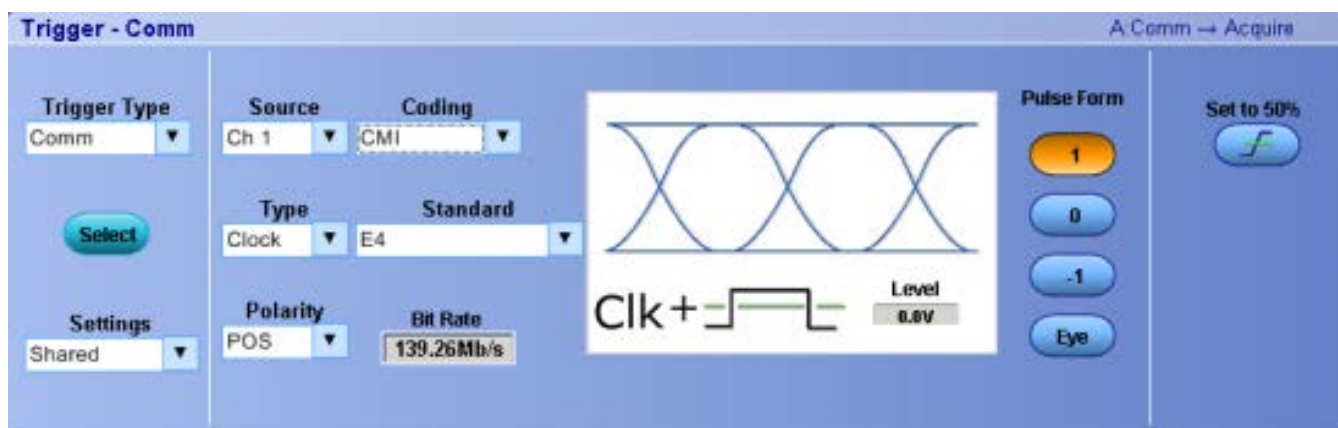 Trigger - Comm
A:Comm → Acquire
Trigger Type
Comm
Select
Settings
Shared
Source
Ch 1
Coding
CMI
Type
Clock
Standard
E4
Polarity
POS
Bit Rate
139.26Mb/s
Clk+
Level
0.0V
Pulse Form
1
0
-1
Eye
Set to 50%